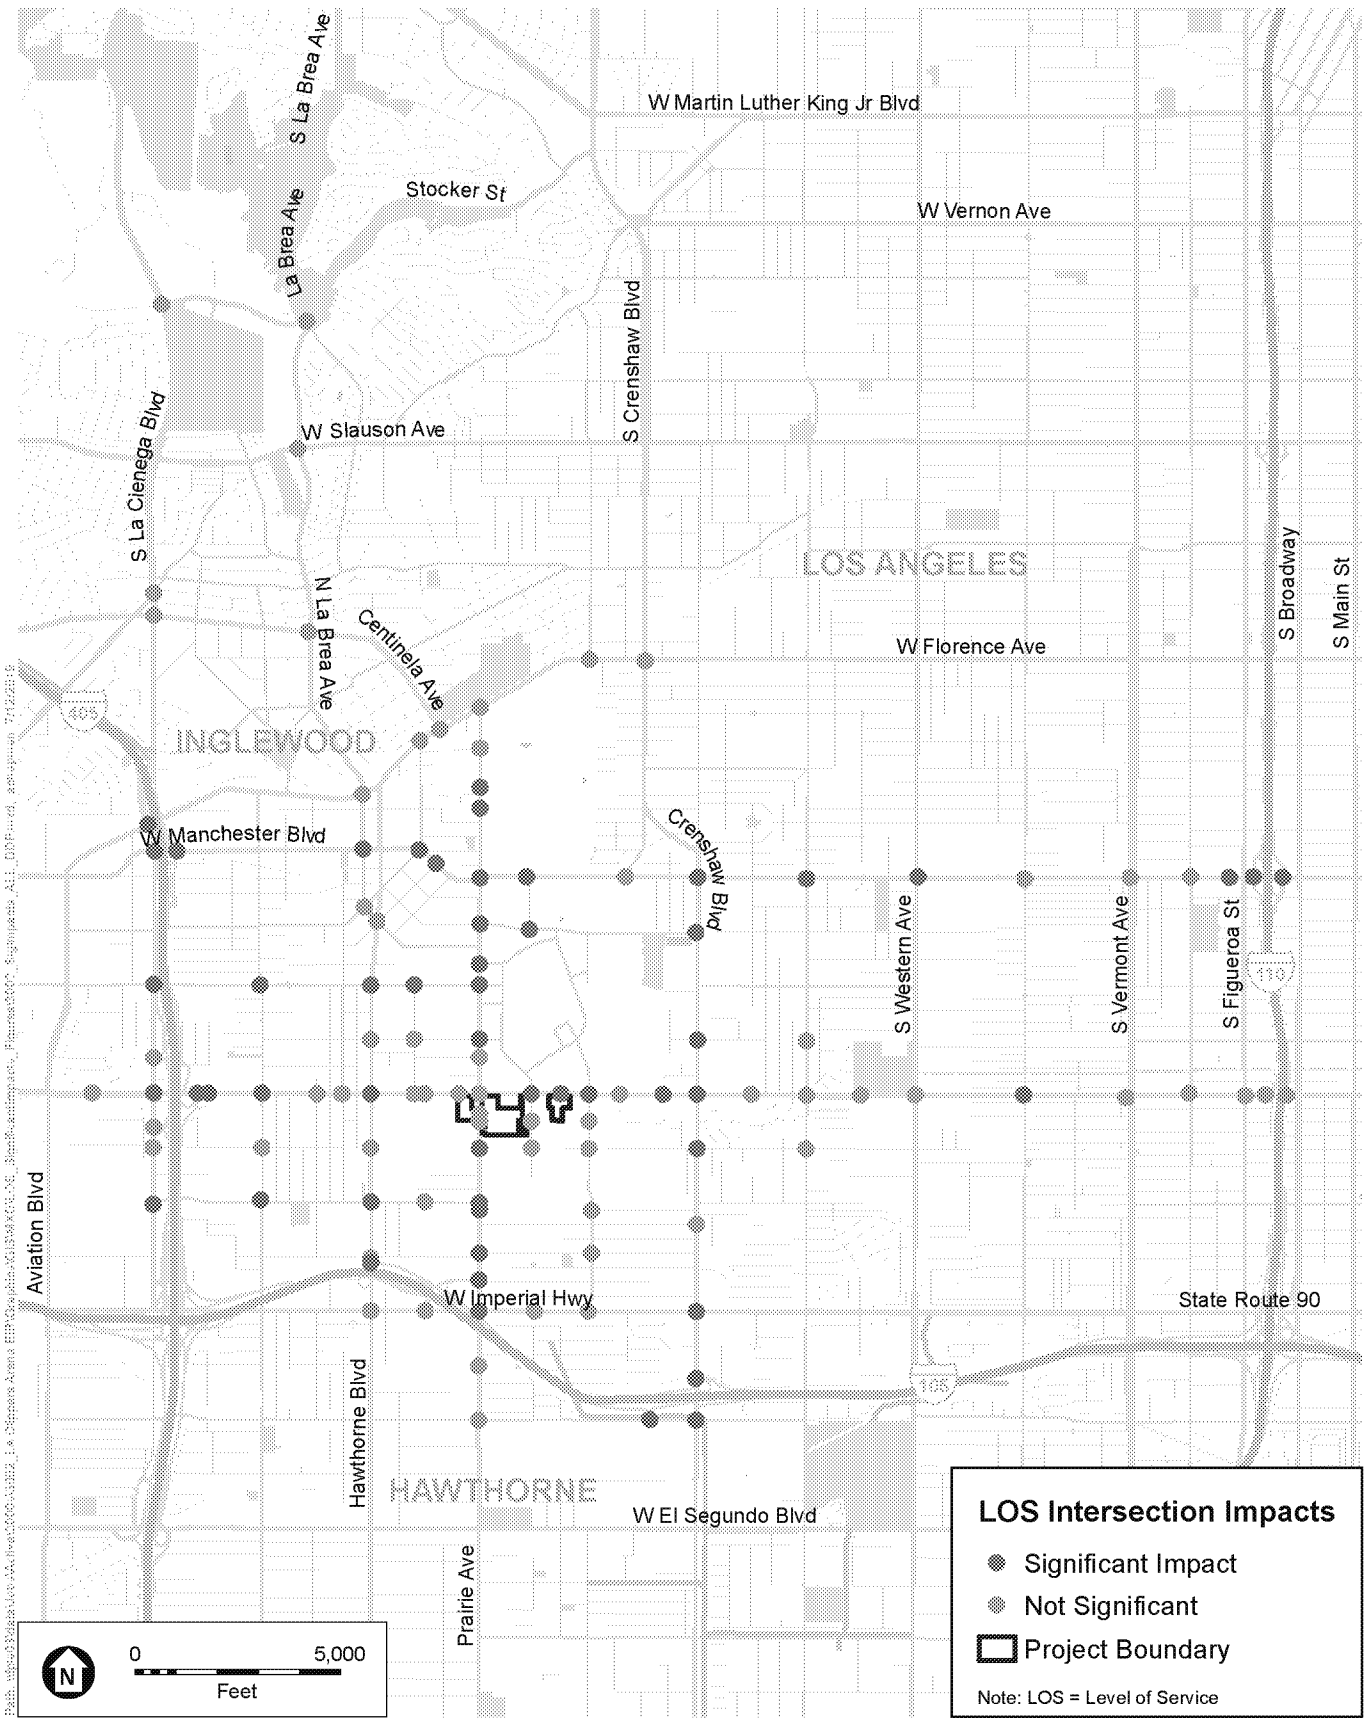 S La Brea Ave
W Martin Luther King Jr Blvd
Stocker St
La Brea Ave
W Vernon Ave
S Crenshaw Blvd
S La Cienega Blvd
W Slauson Ave
LOS ANGELES
S Broadway
S Main St
N La Brea Ave
Centinela Ave
W Florence Ave
405
INGLEWOOD
W Manchester Blvd
Crenshaw Blvd
S Western Ave
S Vermont Ave
S Figueroa St
110
Aviation Blvd
W Imperial Hwy
State Route 90
105
Hawthorne Blvd
HAWTHORNE
W El Segundo Blvd
Prairie Ave
LOS Intersection Impacts
Significant Impact
Not Significant
Project Boundary
Note: LOS = Level of Service
N
0 5,000
Feet